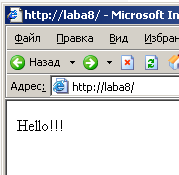 http://laba8/ - Microsoft In
Файл Правка Вид Избран
Назад
Адрес: http://laba8/
Hello!!!